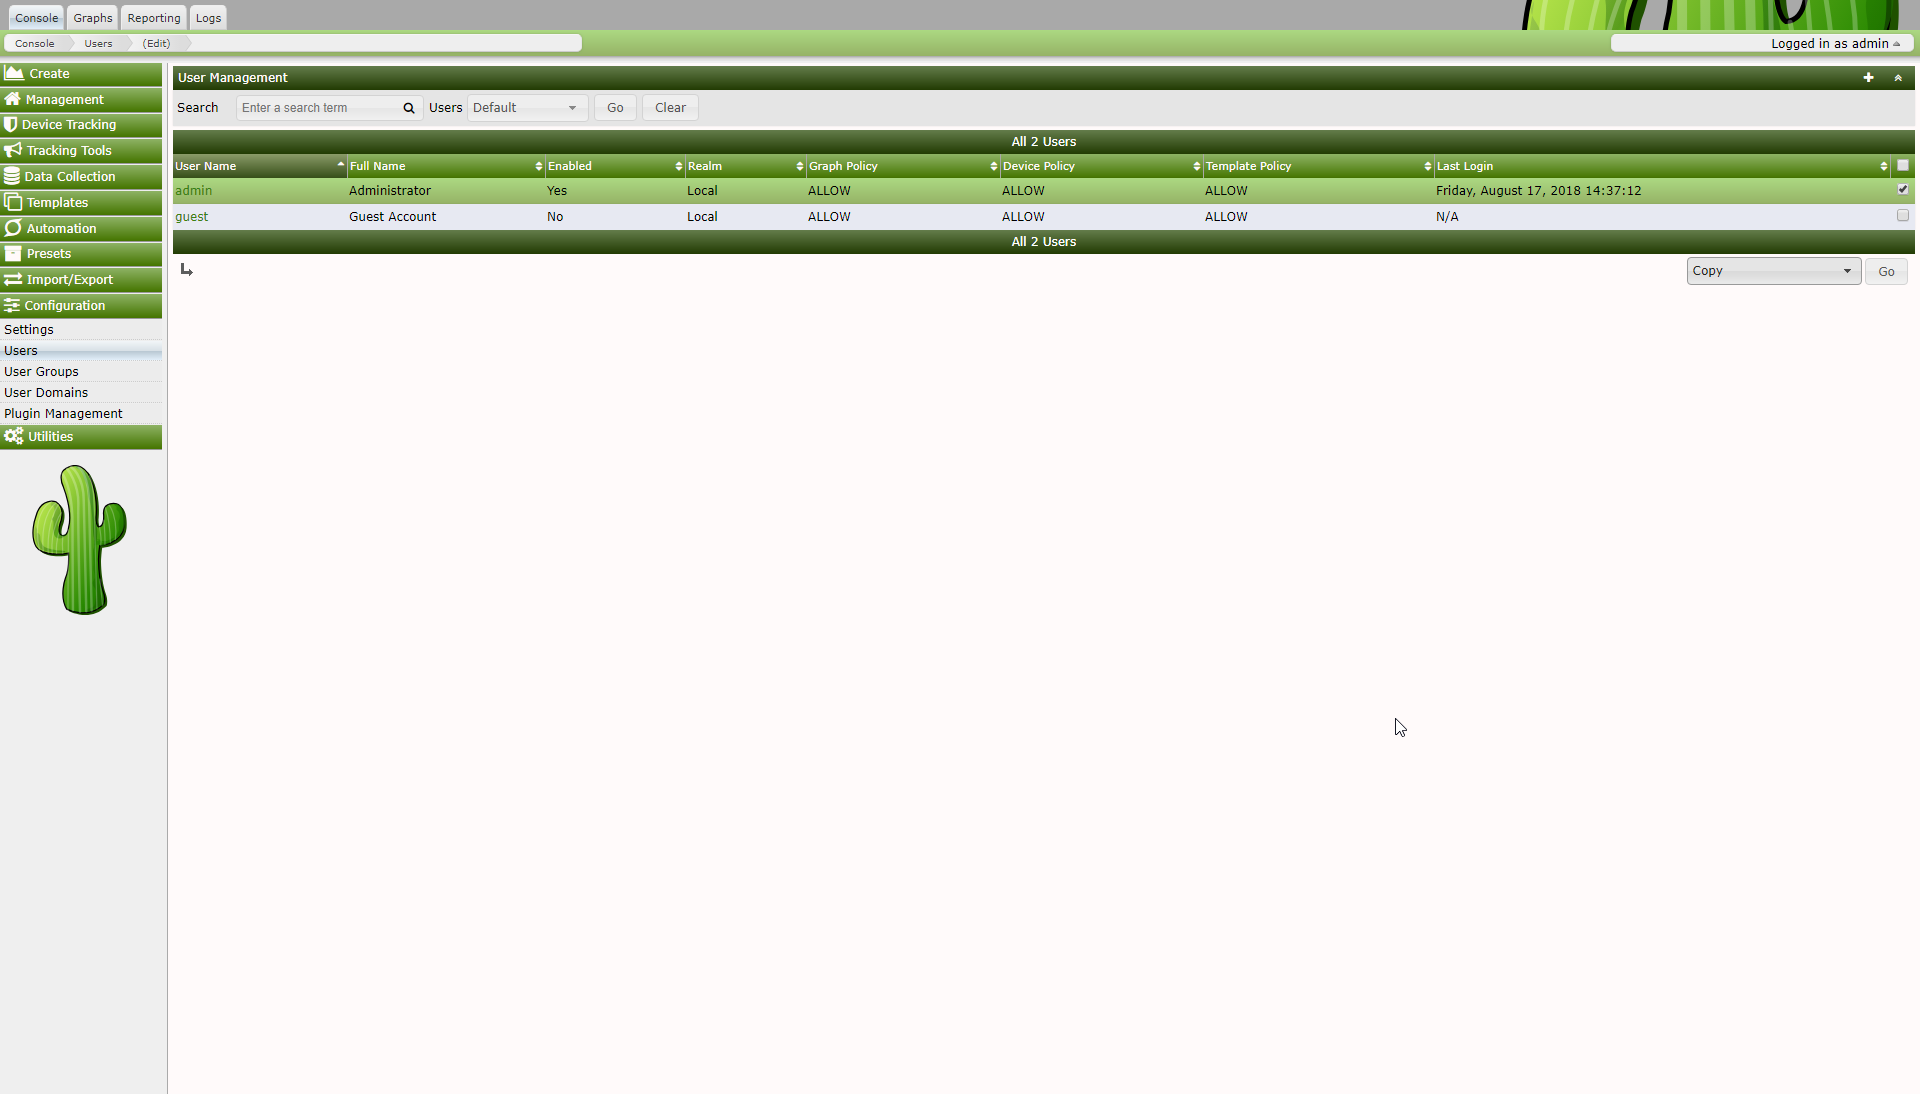 Console Graphs Reporting Logs
Console Users (Edit) Logged in as admin
Create
Management
Device Tracking
Tracking Tools
Data Collection
Templates
Automation
Presets
Import/Export
Configuration
Settings
Users
User Groups
User Domains
Plugin Management
Utilities
User Management
Search Enter a search term Users Default Go Clear
All 2 Users
User Name Full Name Enabled Realm Graph Policy Device Policy Template Policy Last Login
admin Administrator Yes Local ALLOW ALLOW ALLOW Friday, August 17, 2018 14:37:12
guest Guest Account No Local ALLOW ALLOW ALLOW N/A
All 2 Users
Copy Go